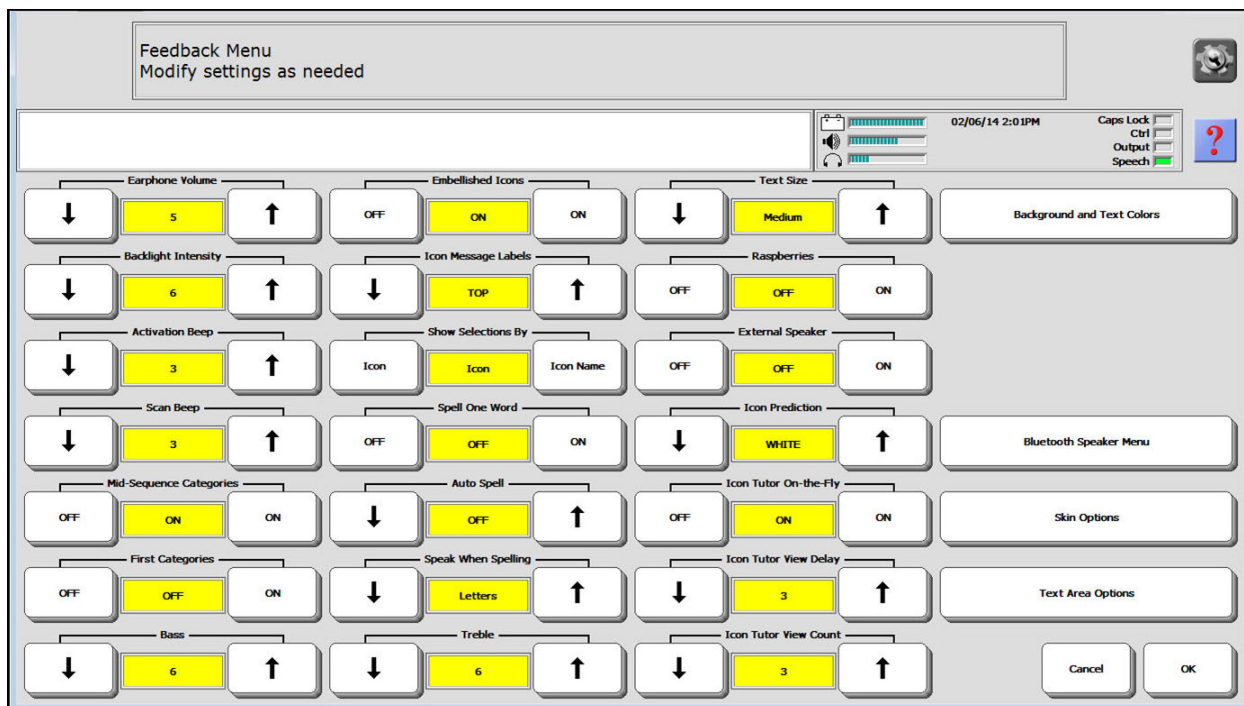 Feedback Menu
Modify settings as needed
02/06/14 2:01PM
Caps Lock
Ctrl
Output
Speech
?
Earphone Volume
5
Embellished Icons
OFF ON ON
Text Size
Medium
Background and Text Colors
Backlight Intensity
6
Icon Message Labels
TOP
Raspberries
OFF OFF ON
Activation Beep
3
Show Selections By
Icon Icon Icon Name
External Speaker
OFF OFF ON
Scan Beep
3
Spell One Word
OFF OFF ON
Icon Prediction
WHITE
Bluetooth Speaker Menu
Mid-Sequence Categories
OFF ON ON
Auto Spell
OFF
Icon Tutor On-the-Fly
OFF ON ON
Skin Options
First Categories
OFF OFF ON
Speak When Spelling
Letters
Icon Tutor View Delay
3
Text Area Options
Bass
6
Treble
6
Icon Tutor View Count
3
Cancel
OK